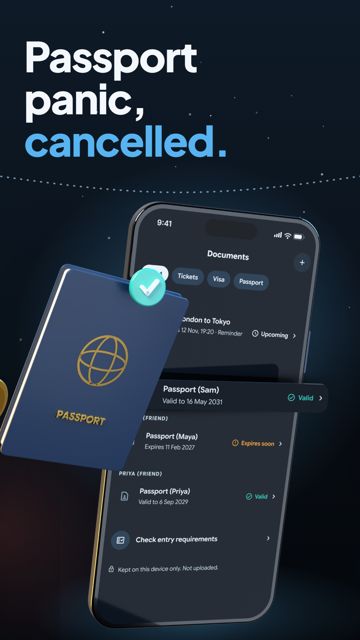 Passport
panic,
cancelled.
9:41
Documents
+
Tickets
Visa
Passport
to Tokyo
12 Nov, 19:20 · Reminder
Upcoming
Passport (Sam)
Valid to 16 May 2031
Valid
(FRIEND)
Passport (Maya)
Expires 11 Feb 2027
Expires soon
PRIYA (FRIEND)
Passport (Priya)
Valid to 6 Sep 2029
Valid
Check entry requirements
Kept on this device only. Not uploaded.
PASSPORT